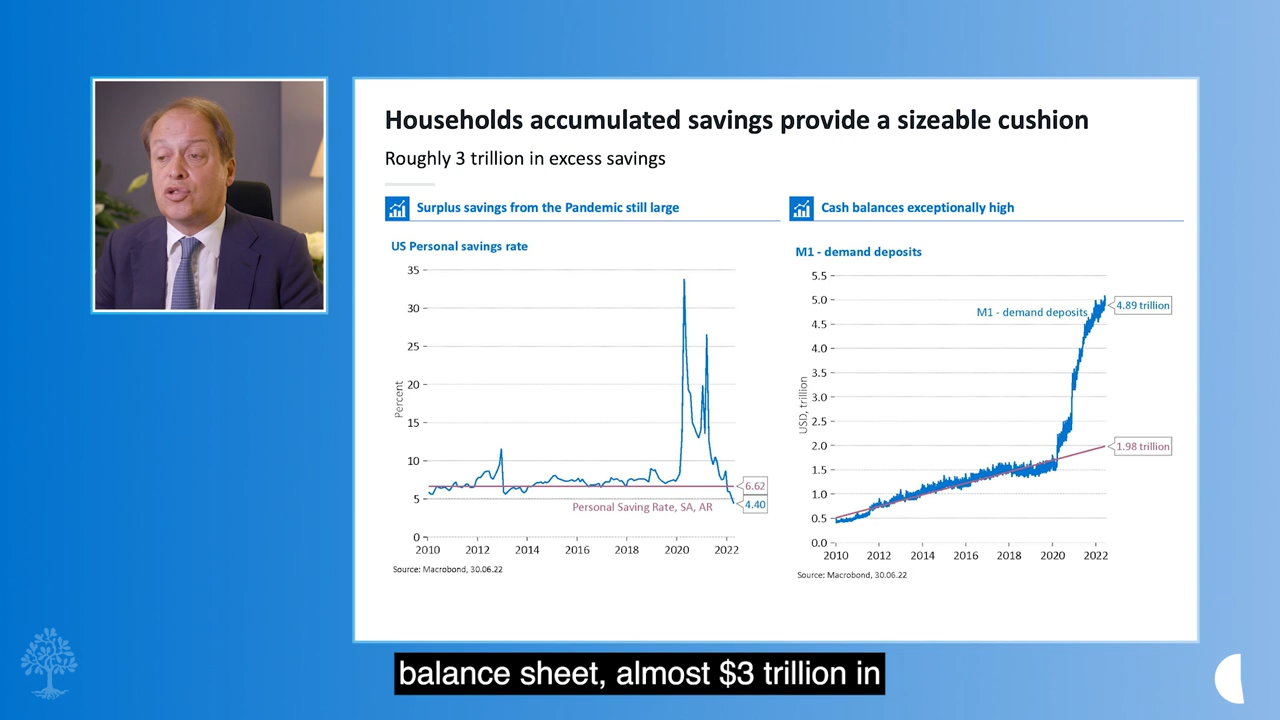 Households accumulated savings provide a sizeable cushion
Roughly 3 trillion in excess savings
Surplus savings from the Pandemic still large
US Personal savings rate
35
30
25
20
15
10
5
0
Percent
6.62
4.40
Personal Saving Rate, SA, AR
2010 2012 2014 2016 2018 2020 2022
Source: Macrobond, 30.06.22
Cash balances exceptionally high
M1 - demand deposits
5.5
5.0
4.5
4.0
3.5
3.0
2.5
2.0
1.5
1.0
0.5
0.0
USD, trillion
M1 - demand deposits
4.89 trillion
1.98 trillion
2010 2012 2014 2016 2018 2020 2022
Source: Macrobond, 30.06.22
balance sheet, almost $3 trillion in